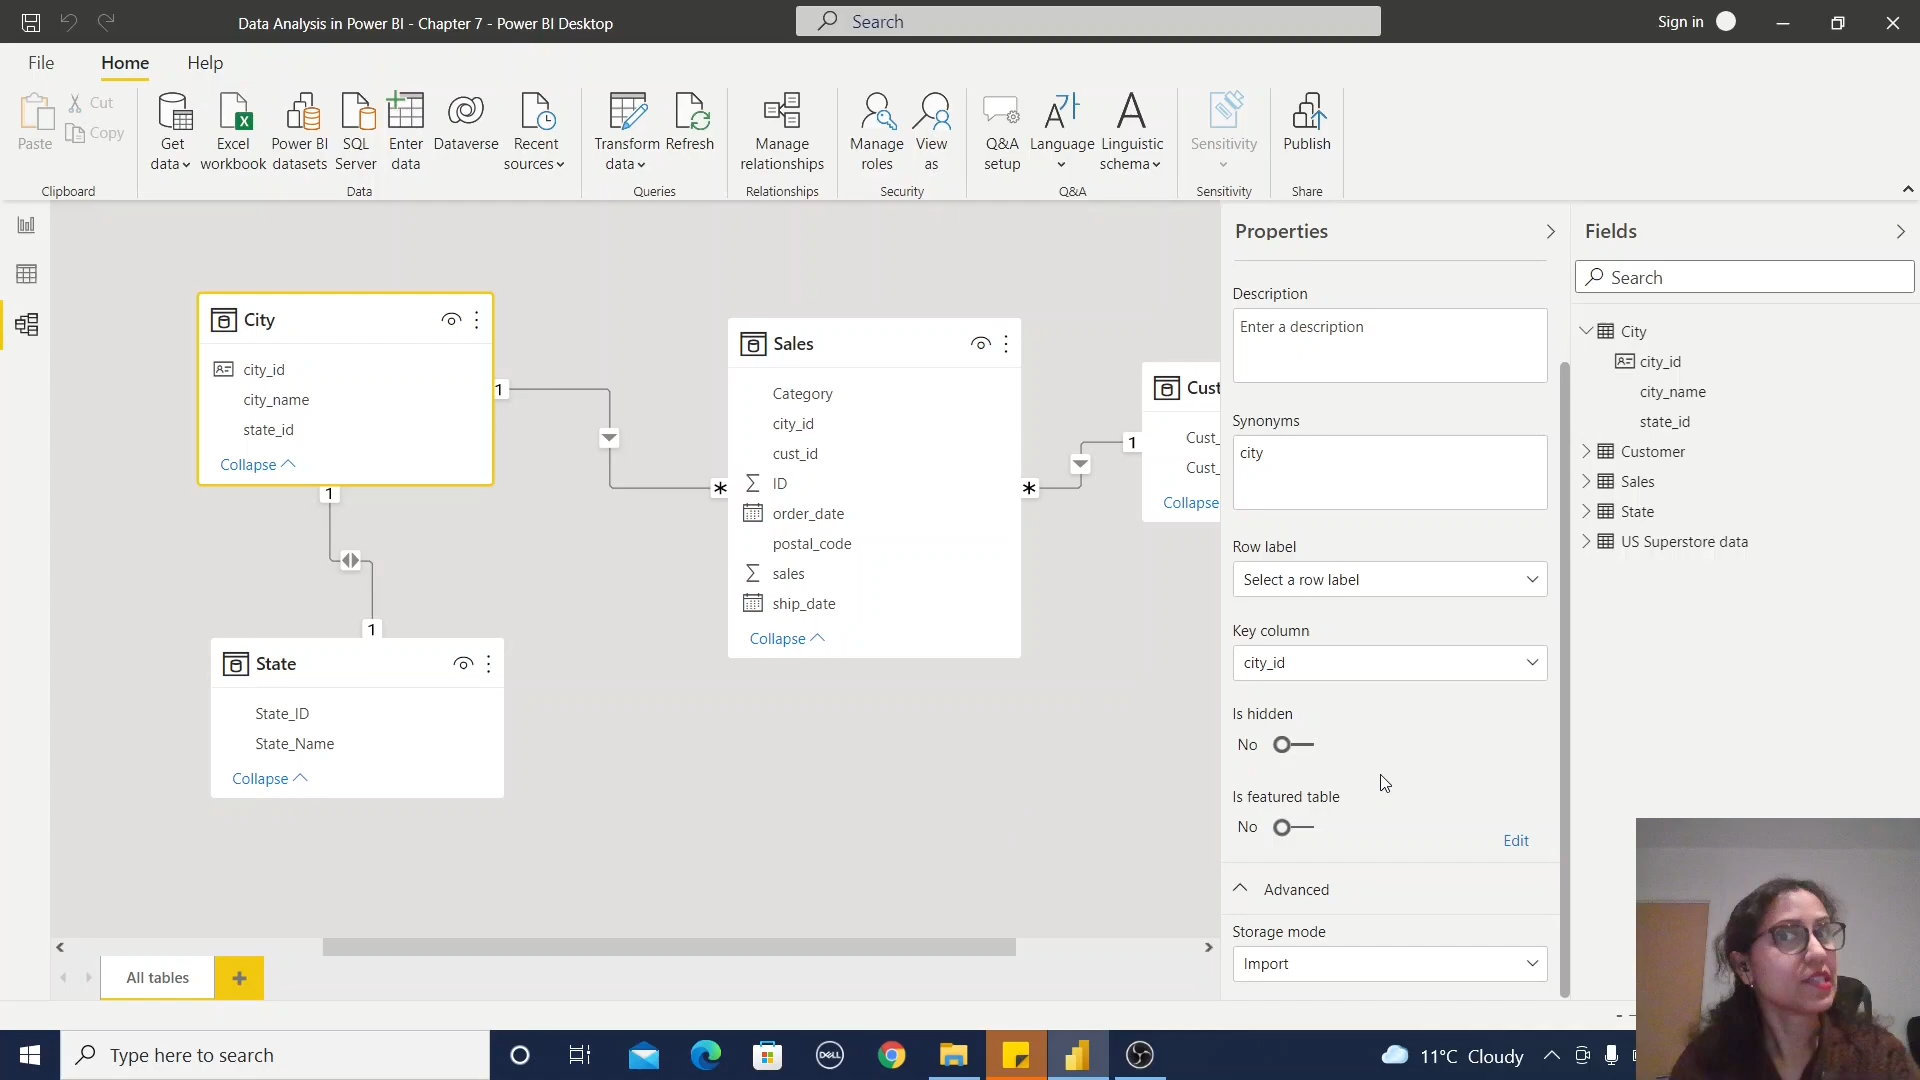 Data Analysis in Power BI - Chapter 7 - Power BI Desktop
Search
Sign in
File
Home
Help
Paste
Cut
Copy
Get data
Excel workbook
Power BI datasets
SQL Server
Enter data
Dataverse
Recent sources
Transform data
Refresh
Manage relationships
Manage roles
View as
Q&A setup
Language
Linguistic schema
Sensitivity
Publish
Clipboard
Data
Queries
Relationships
Security
Q&A
Sensitivity
Share
City
city_id
city_name
state_id
Collapse
1
*
1
1
State
State_ID
State_Name
Collapse
Sales
Category
city_id
cust_id
ID
order_date
postal_code
sales
ship_date
Collapse
*
1
Cust
Cust_
Cust_
Collapse
All tables
Properties
Description
Enter a description
Synonyms
city
Row label
Select a row label
Key column
city_id
Is hidden
No
Is featured table
No
Edit
Advanced
Storage mode
Import
Fields
Search
City
city_id
city_name
state_id
Customer
Sales
State
US Superstore data
Type here to search
DELL
11°C Cloudy